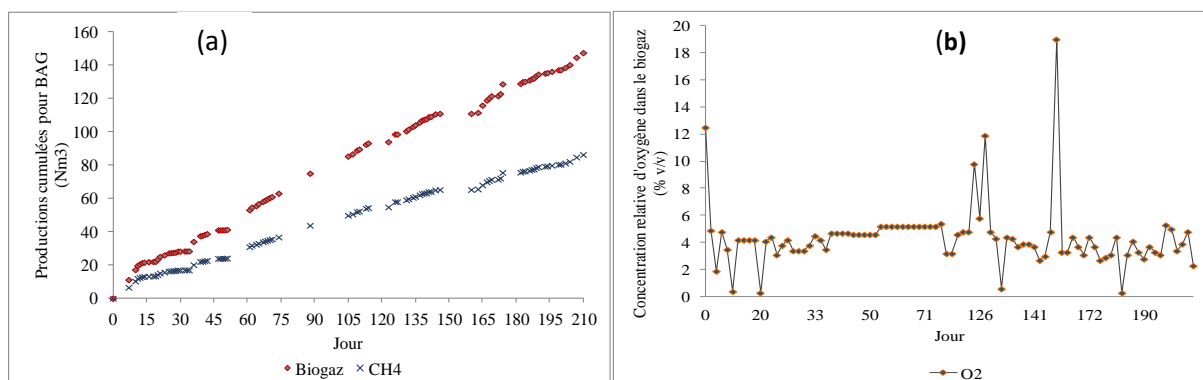 (a)
Productions cumulées pour BAG
(Nm3)
160
140
120
100
80
60
40
20
0
0 15 30 45 60 75 90 105 120 135 150 165 180 195 210
Jour
Biogaz CH4
(b)
Concentration relative d'oxygène dans le biogaz
(% v/v)
20
18
16
14
12
10
8
6
4
2
0
0 20 33 50 71 126 141 172 190
Jour
O2